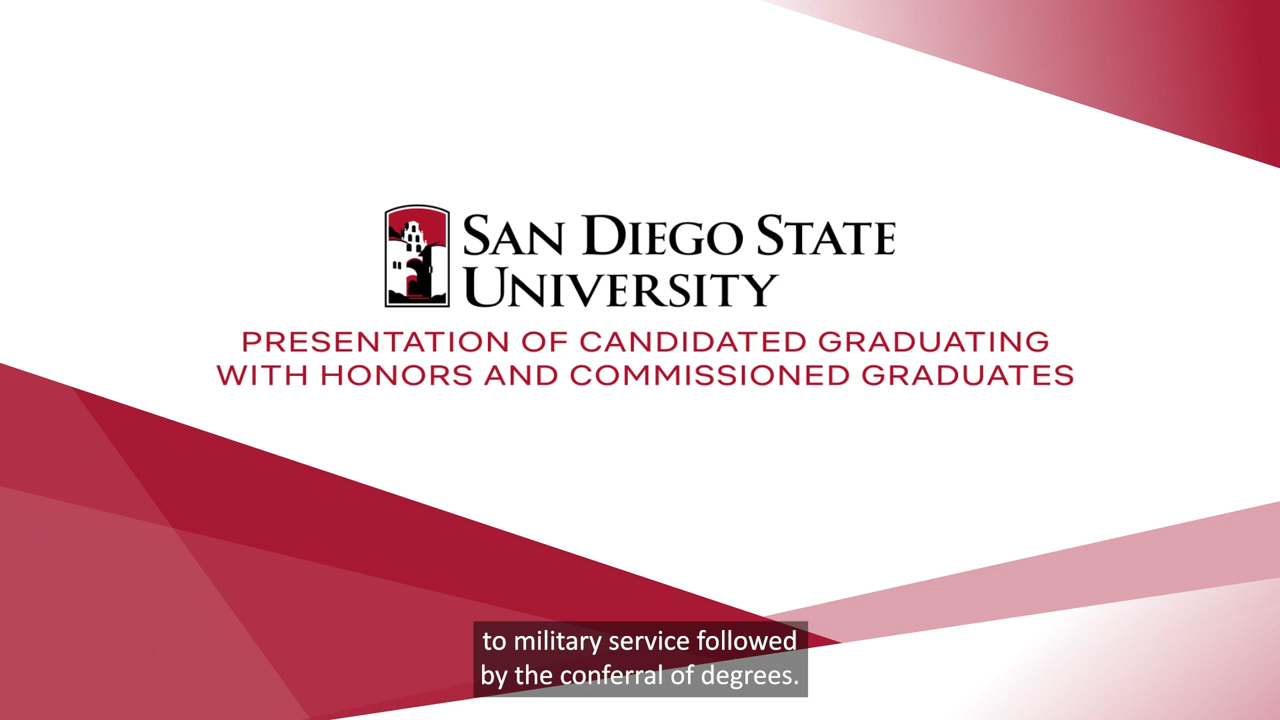 SAN DIEGO STATE
UNIVERSITY
PRESENTATION OF CANDIDATED GRADUATING
WITH HONORS AND COMMISSIONED GRADUATES
to military service followed
by the conferral of degrees.